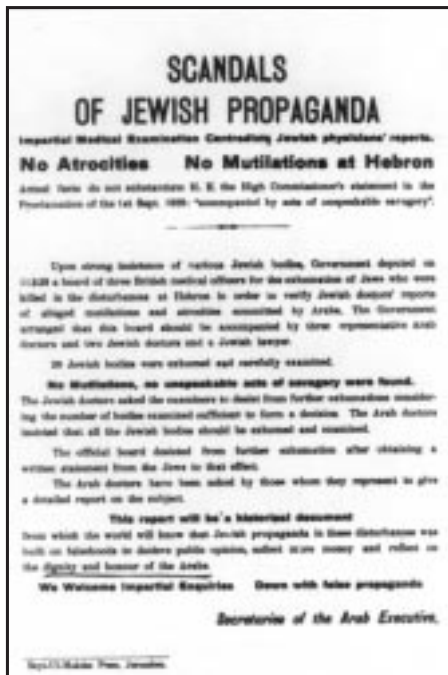 SCANDALS
OF JEWISH PROPAGANDA
Impartial Medical Examination Contradicts Jewish physicians' reports.
No Atrocities No Mutilations at Hebron
Actual facts do not substantiate H. E. the High Commissioner's statement in the
Proclamation of the 1st Sept. 1929: "accompanied by acts of unspeakable savagery".
Upon strong insistence of various Jewish bodies, Government deputed on
a board of three British medical officers for the exhumation of Jews who were
killed in the disturbances at Hebron in order to verify Jewish doctors' reports
of alleged mutilations and atrocities committed by Arabs. The Government
arranged that this board should be accompanied by three representative Arab
doctors and two Jewish doctors and a Jewish lawyer.
20 Jewish bodies were exhumed and carefully examined.
No Mutilations, no unspeakable acts of savagery were found.
The Jewish doctors asked the examiners to desist from further exhumations consider-
ing the number of bodies examined sufficient to form a decision. The Arab doctors
insisted that all the Jewish bodies should be exhumed and examined.
The official board desisted from further exhumation after obtaining a
written statement from the Jews to that effect.
The Arab doctors have been asked by those whom they represent to give
a detailed report on the subject.
This report will be a historical document
from which the world will know that Jewish propaganda in these disturbances was
built on falsehoods to deceive public opinion, collect more money and reflect on
the dignity and honour of the Arabs.
We Welcome Impartial Enquiries Down with false propaganda
Secretaries of the Arab Executive.
Press, Jerusalem.